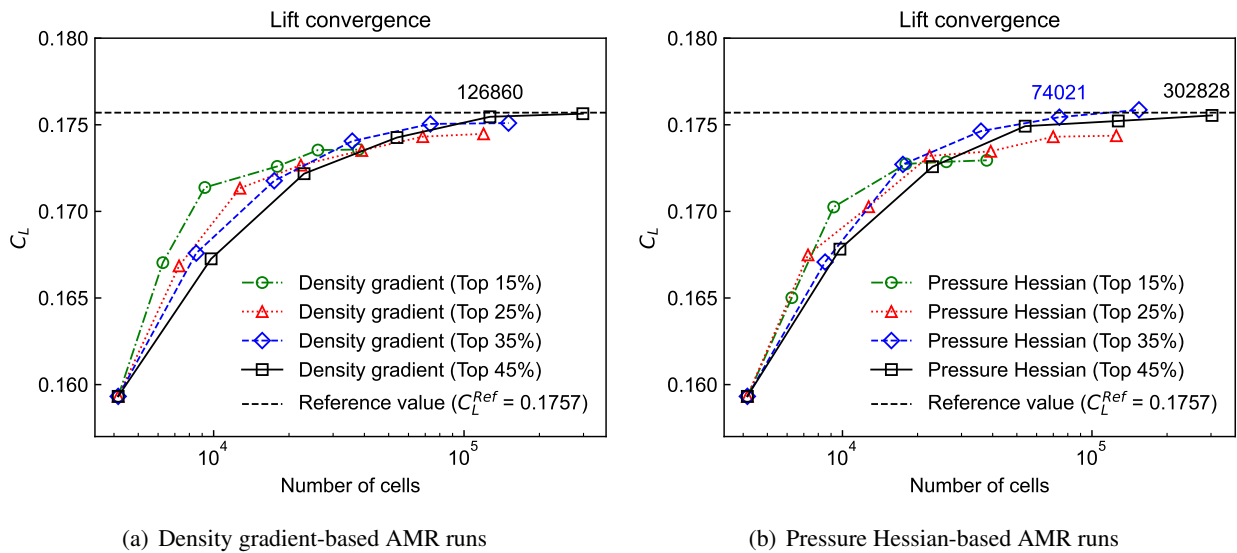 Lift convergence
0.180
0.175
0.170
0.165
0.160
C_L
126860
Density gradient (Top 15%)
Density gradient (Top 25%)
Density gradient (Top 35%)
Density gradient (Top 45%)
Reference value (C_L^Ref = 0.1757)
10^4
10^5
Number of cells
(a) Density gradient-based AMR runs
Lift convergence
0.180
0.175
0.170
0.165
0.160
C_L
74021
302828
Pressure Hessian (Top 15%)
Pressure Hessian (Top 25%)
Pressure Hessian (Top 35%)
Pressure Hessian (Top 45%)
Reference value (C_L^Ref = 0.1757)
10^4
10^5
Number of cells
(b) Pressure Hessian-based AMR runs